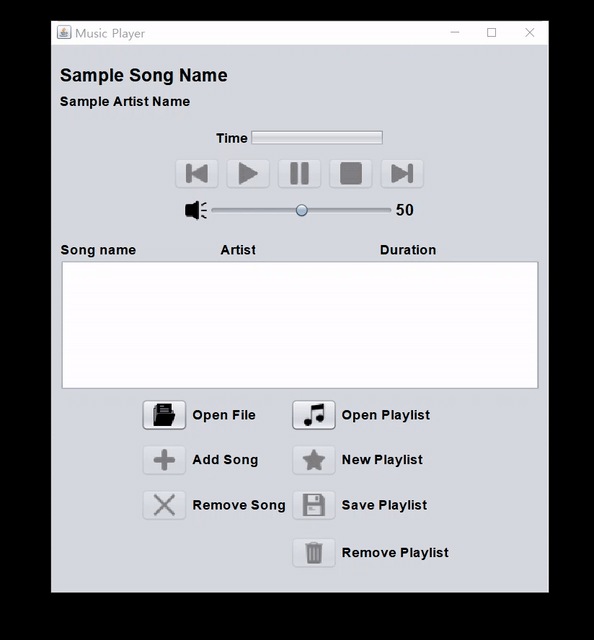 Music Player
Sample Song Name
Sample Artist Name
Time
50
Song name Artist Duration
Open File Open Playlist
Add Song New Playlist
Remove Song Save Playlist
Remove Playlist